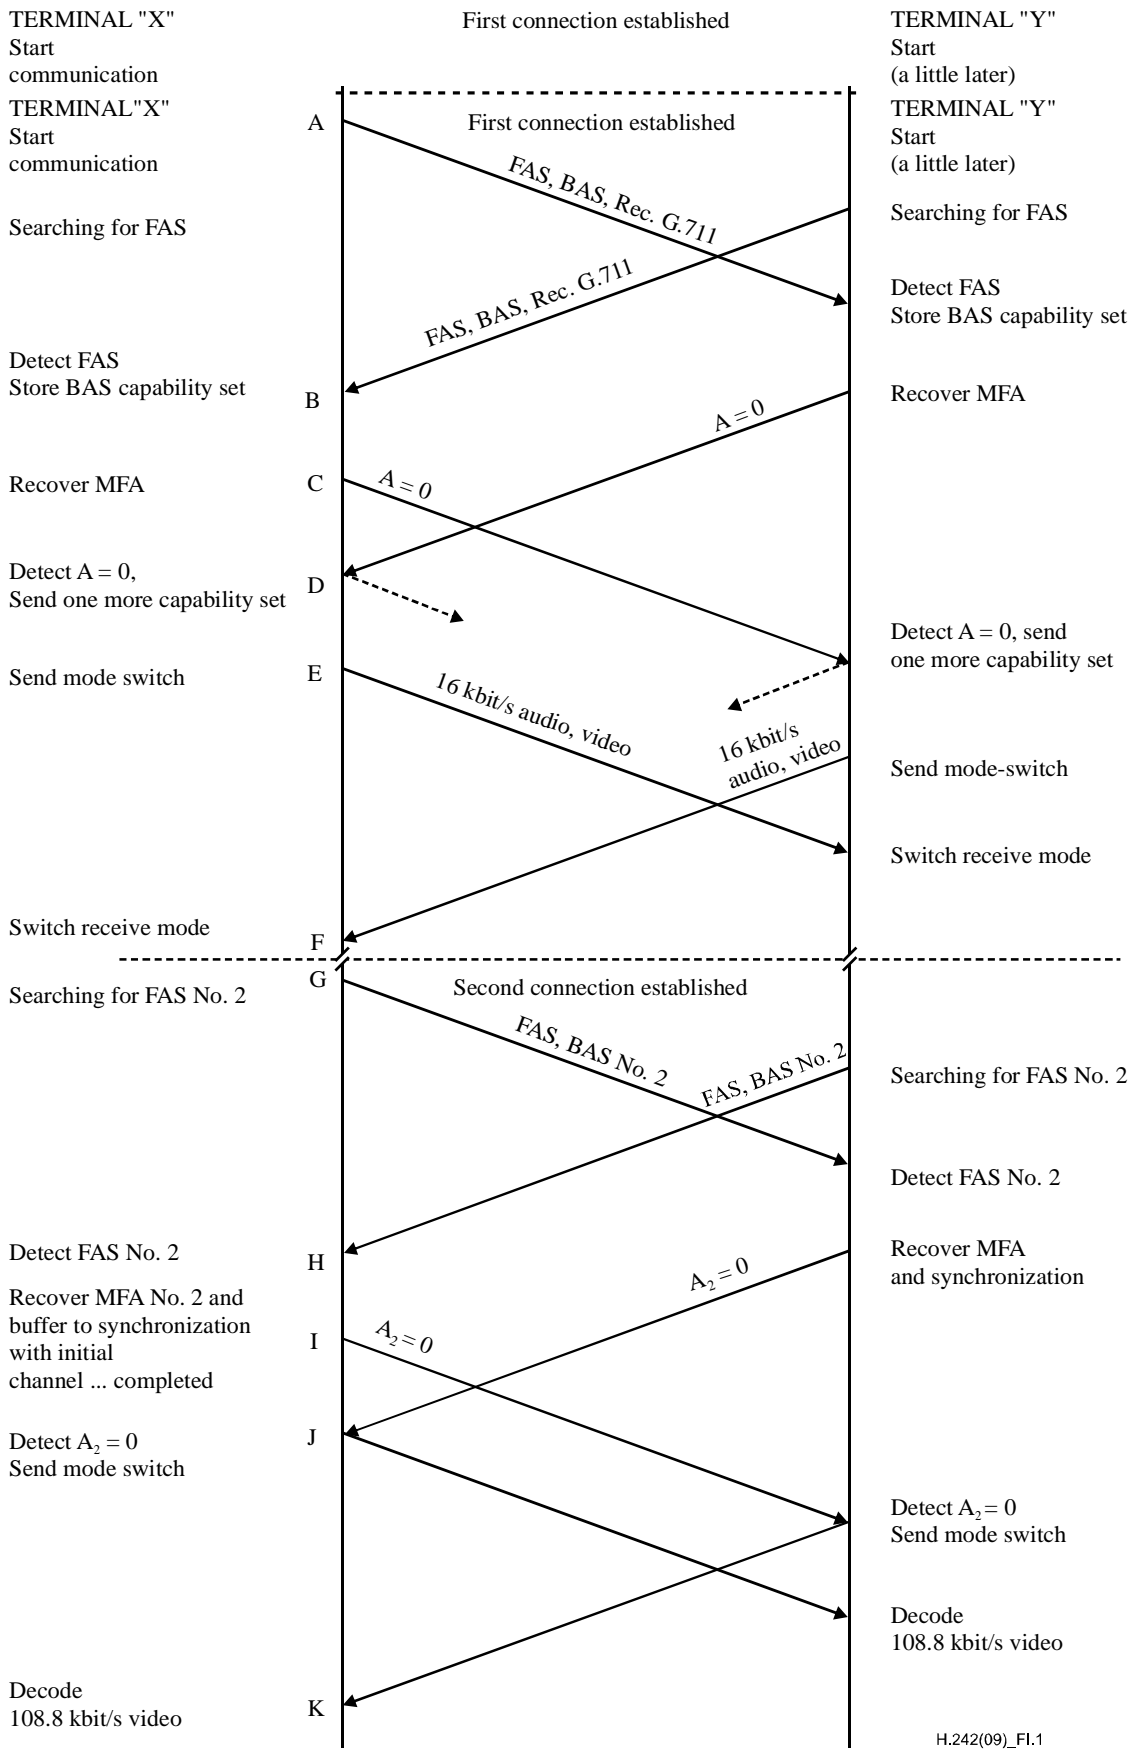 TERMINAL "X"
Start
communication
First connection established
TERMINAL "Y"
Start
(a little later)
TERMINAL"X"
Start
communication
A
First connection established
TERMINAL "Y"
Start
(a little later)
FAS, BAS, Rec. G.711
Searching for FAS
Searching for FAS
FAS, BAS, Rec. G.711
Detect FAS
Store BAS capability set
Detect FAS
Store BAS capability set
B
A = 0
Recover MFA
Recover MFA
C
A = 0
Detect A = 0,
Send one more capability set
D
Detect A = 0, send
one more capability set
Send mode switch
E
16 kbit/s audio, video
16 kbit/s
audio, video
Send mode-switch
Switch receive mode
Switch receive mode
F
Searching for FAS No. 2
G
Second connection established
FAS, BAS No. 2
FAS, BAS No. 2
Searching for FAS No. 2
Detect FAS No. 2
Detect FAS No. 2
H
A₂ = 0
Recover MFA
and synchronization
Recover MFA No. 2 and
buffer to synchronization
with initial
channel ... completed
I
A₂ = 0
Detect A₂ = 0
Send mode switch
J
Detect A₂ = 0
Send mode switch
Decode
108.8 kbit/s video
Decode
108.8 kbit/s video
K
H.242(09)_FI.1